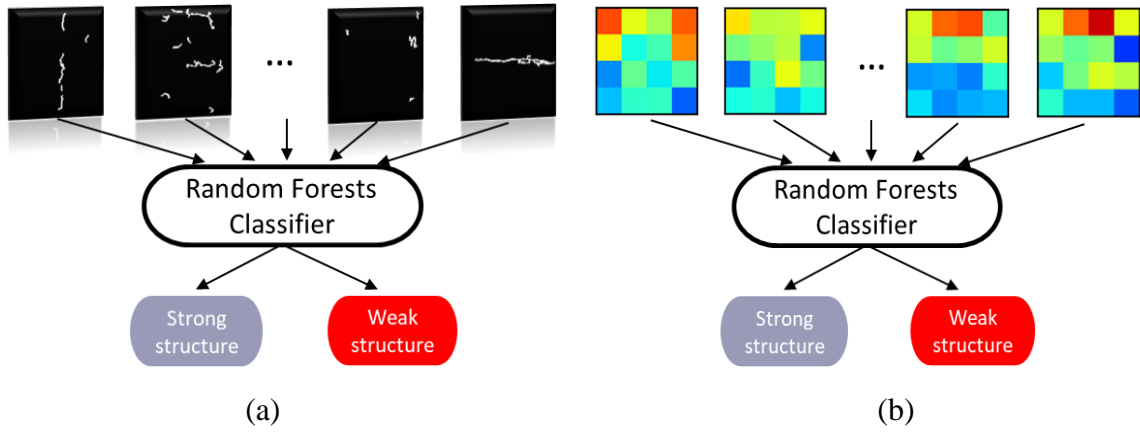 ...
...
Random Forests
Classifier
Random Forests
Classifier
Strong
structure
Weak
structure
Strong
structure
Weak
structure
(a)
(b)